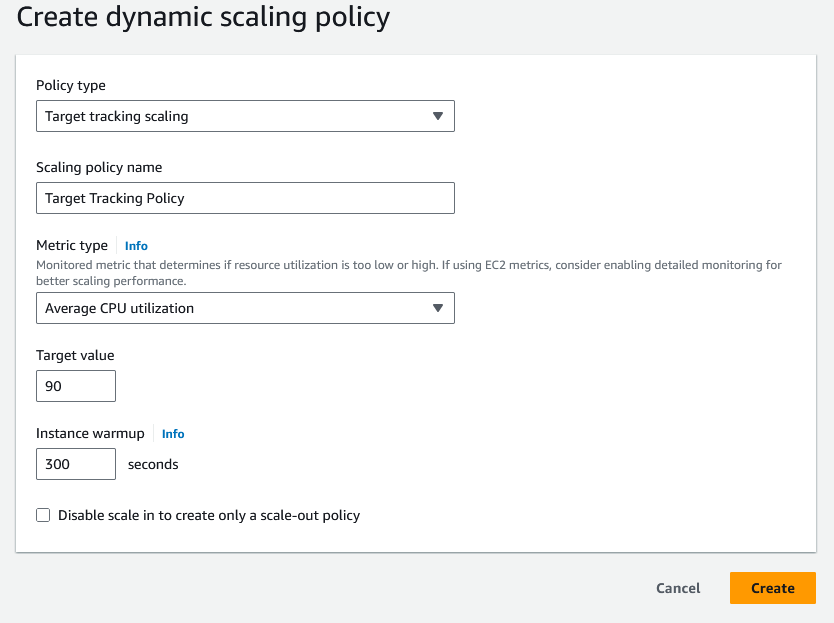 Create dynamic scaling policy
Policy type
Target tracking scaling
Scaling policy name
Target Tracking Policy
Metric type Info
Monitored metric that determines if resource utilization is too low or high. If using EC2 metrics, consider enabling detailed monitoring for
better scaling performance.
Average CPU utilization
Target value
90
Instance warmup Info
300 seconds
Disable scale in to create only a scale-out policy
Cancel Create